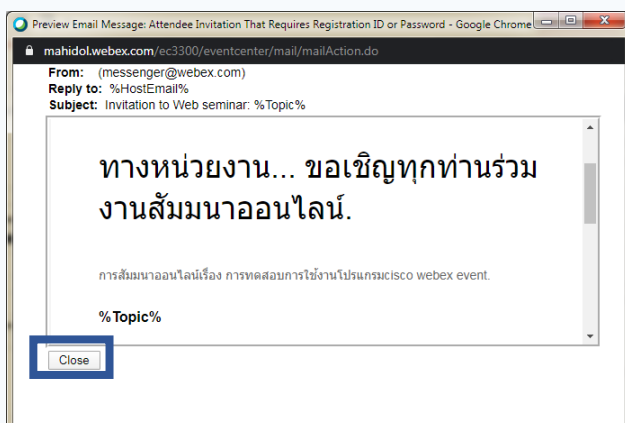 Preview Email Message: Attendee Invitation That Requires Registration ID or Password - Google Chrome
mahidol.webex.com/ec3300/eventcenter/mail/mailAction.do
From: (messenger@webex.com)
Reply to: %HostEmail%
Subject: Invitation to Web seminar: %Topic%
ทางหน่วยงาน... ขอเชิญทุกท่านร่วม
งานสัมมนาออนไลน์.
การสัมมนาออนไลน์เรื่อง การทดสอบการใช้งานโปรแกรมcisco webex event.
%Topic%
Close